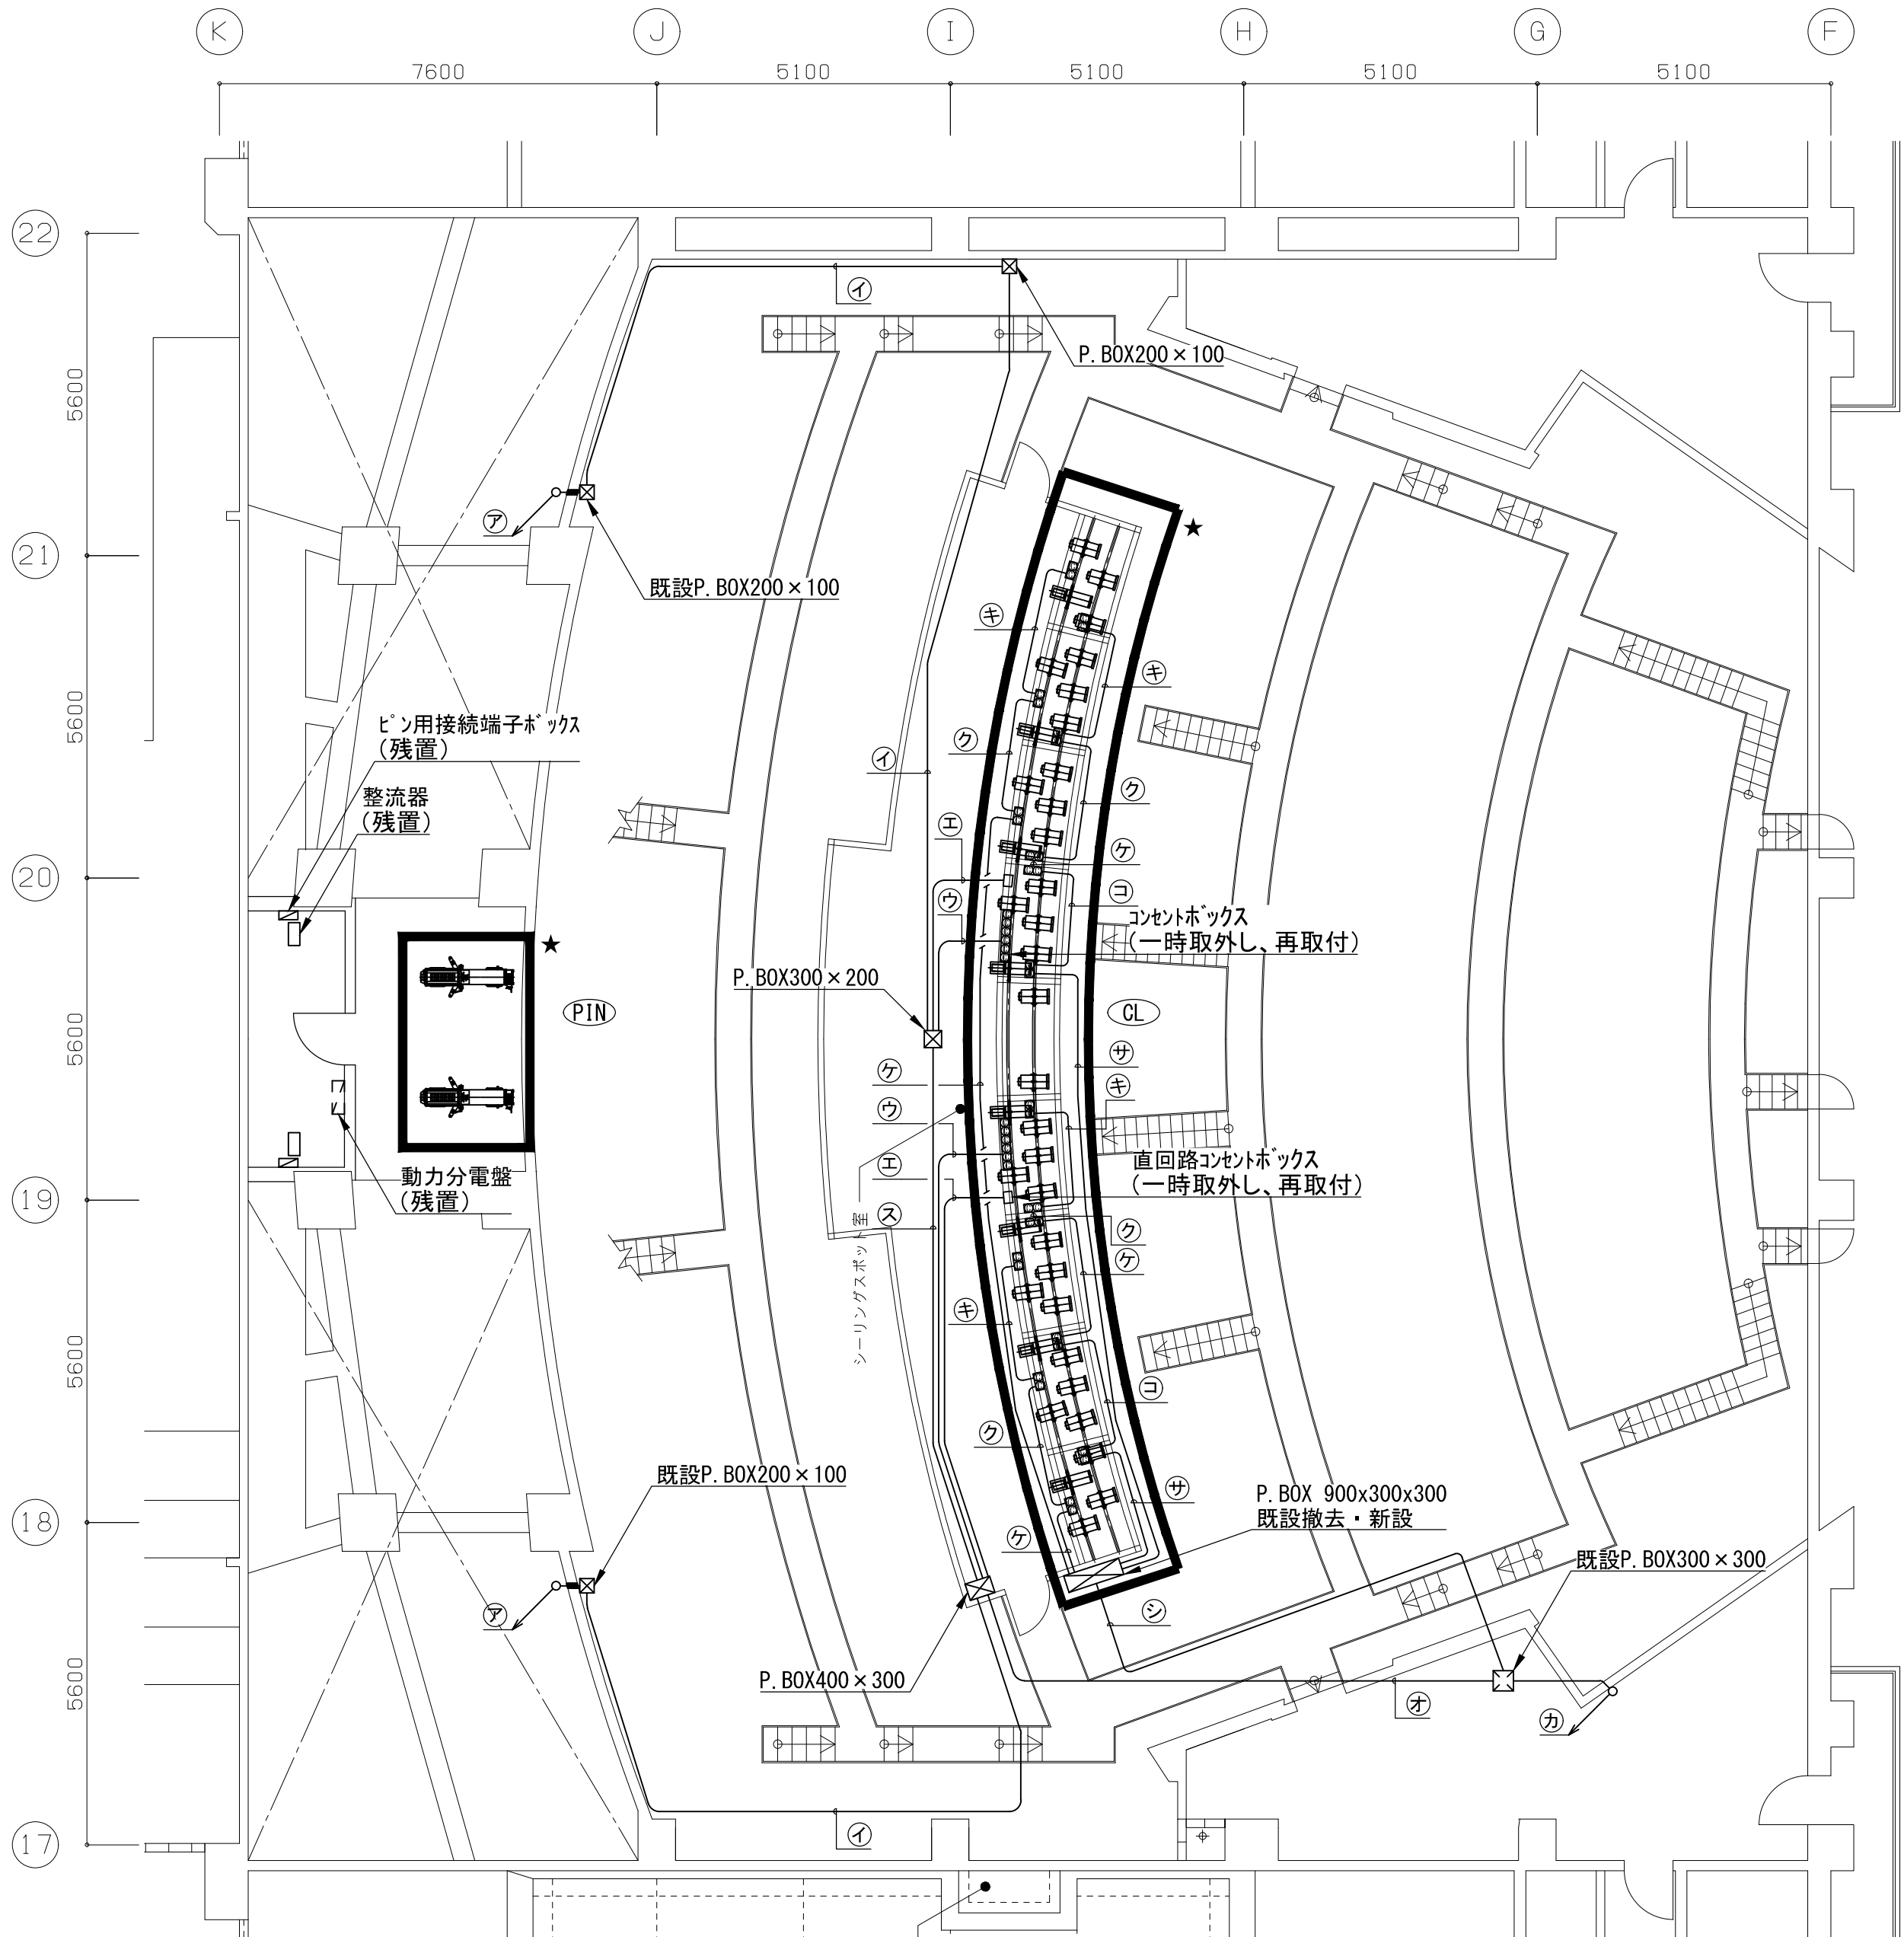 K
J
I
H
G
F
7600
5100
5100
5100
5100
22
21
20
19
18
17
5600
5600
5600
5600
5600
イ
P.BOX200×100
ア
既設P.BOX200×100
キ
キ
ピン用接続端子ボックス
(残置)
ク
イ
整流器
(残置)
ク
エ
ケ
コ
ウ
コンセントボックス
(一時取外し、再取付)
★
★
P.BOX300×200
PIN
CL
サ
ケ
キ
ウ
動力分電盤
(残置)
エ
直回路コンセントボックス
(一時取外し、再取付)
ス
シーリングスポット室
ク
ケ
キ
コ
ク
既設P.BOX200×100
サ
P.BOX 900x300x300
既設撤去・新設
ケ
既設P.BOX300×300
ア
シ
P.BOX400×300
オ
カ
イ